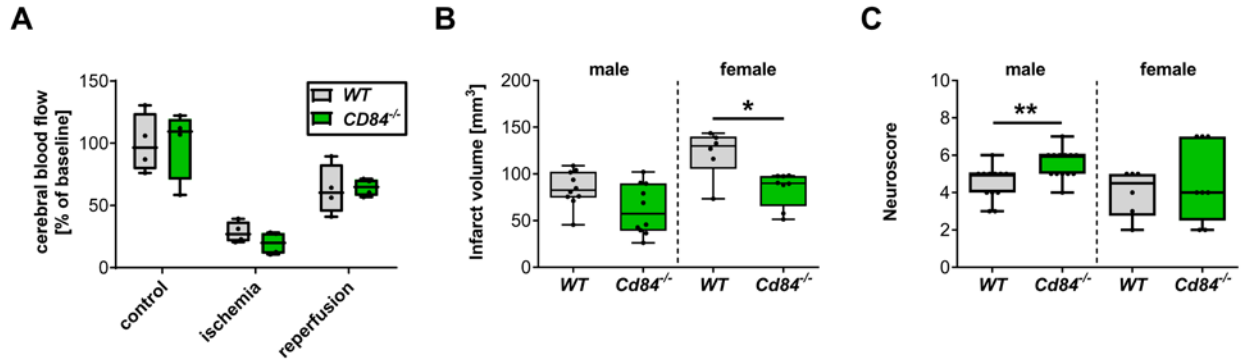 A
cerebral blood flow
[% of baseline]
150
100
50
0
WT
CD84-/-
control
ischemia
reperfusion
B
male
female
Infarct volume [mm3]
200
150
100
50
0
*
WT
Cd84-/-
WT
Cd84-/-
C
male
female
Neuroscore
10
8
6
4
2
0
**
WT
Cd84-/-
WT
Cd84-/-